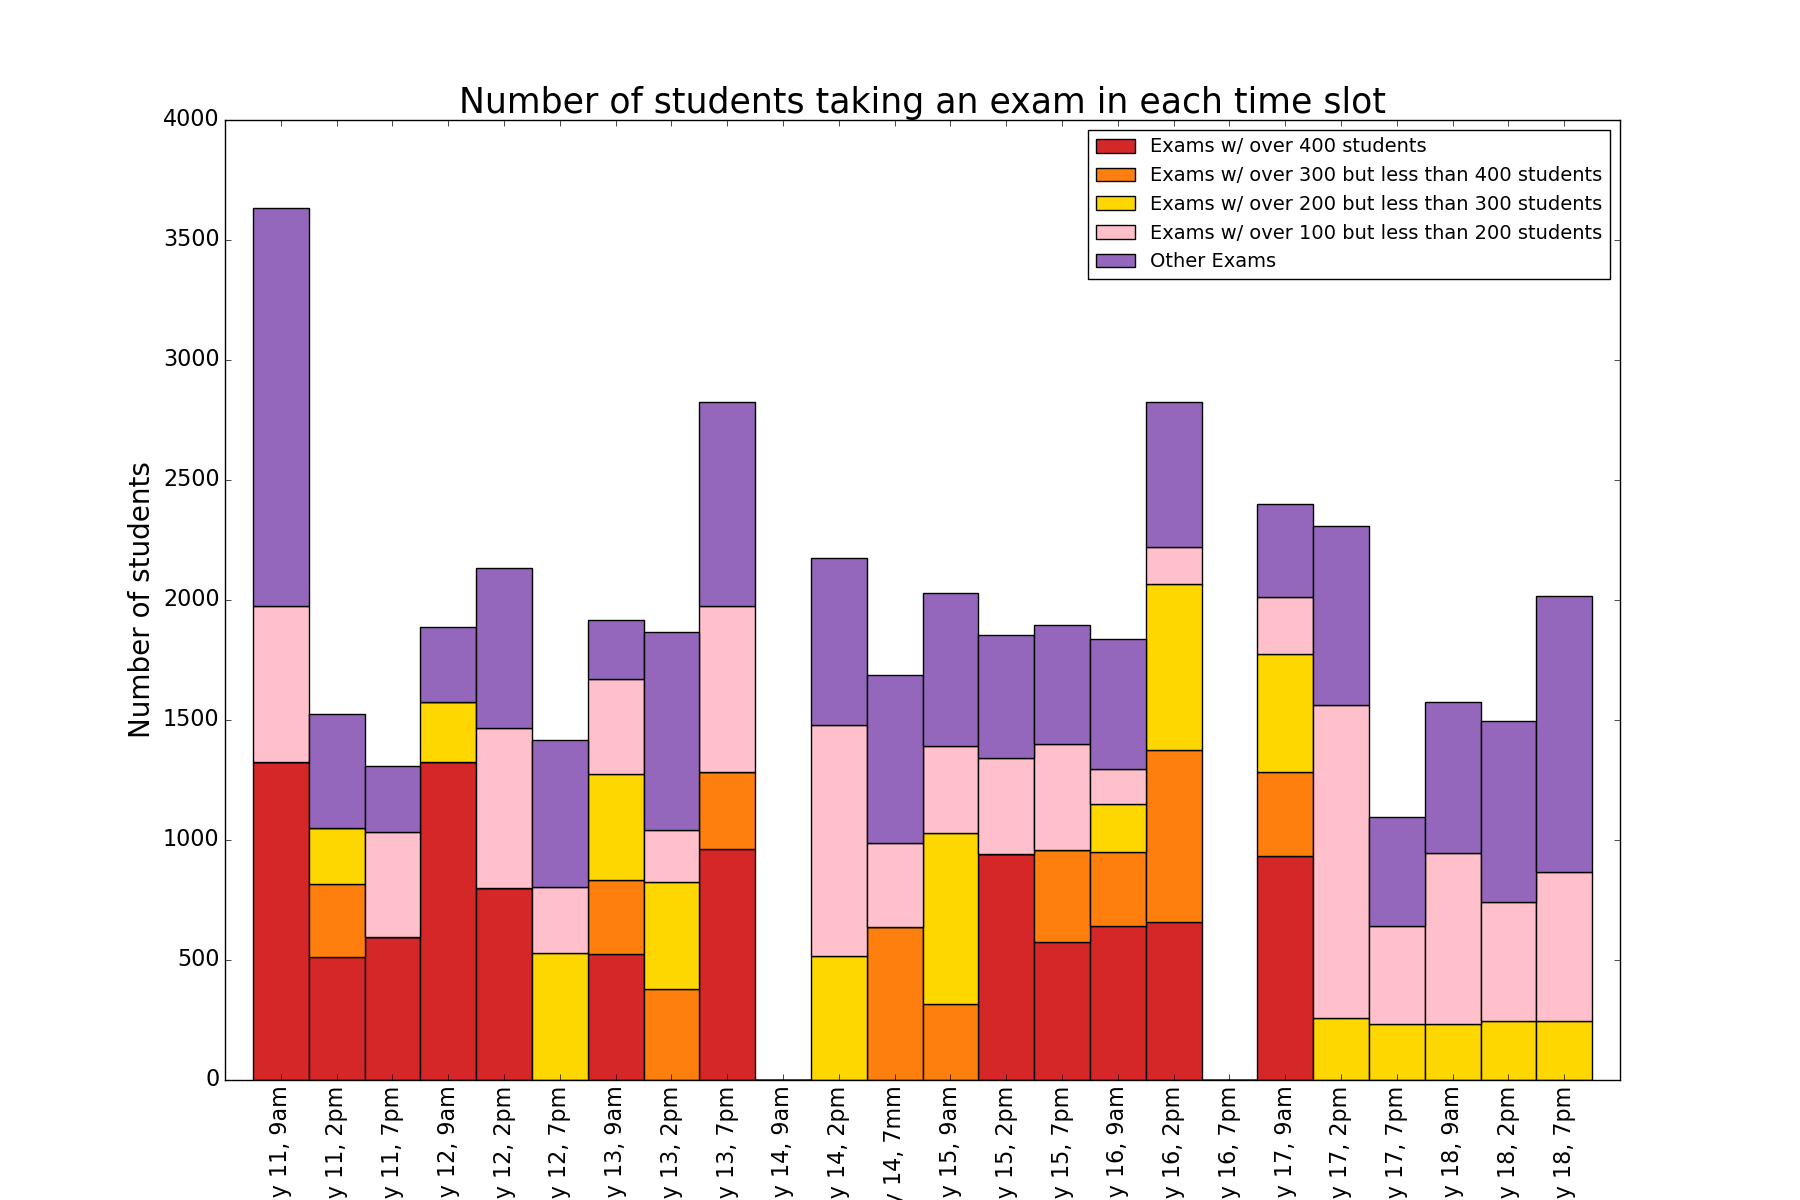 Number of students taking an exam in each time slot
4000
3500
3000
2500
2000
1500
1000
500
0
Number of students
Exams w/ over 400 students
Exams w/ over 300 but less than 400 students
Exams w/ over 200 but less than 300 students
Exams w/ over 100 but less than 200 students
Other Exams
y 11, 9am
y 11, 2pm
y 11, 7pm
y 12, 9am
y 12, 2pm
y 12, 7pm
y 13, 9am
y 13, 2pm
y 13, 7pm
y 14, 9am
y 14, 2pm
y 14, 7mm
y 15, 9am
y 15, 2pm
y 15, 7pm
y 16, 9am
y 16, 2pm
y 16, 7pm
y 17, 9am
y 17, 2pm
y 17, 7pm
y 18, 9am
y 18, 2pm
y 18, 7pm